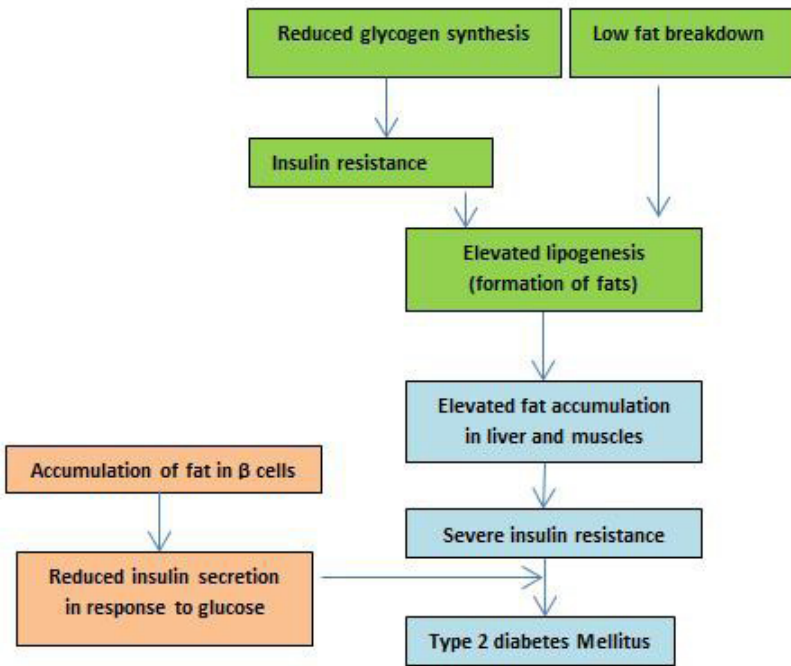 Reduced glycogen synthesis
Low fat breakdown
Insulin resistance
Elevated lipogenesis
(formation of fats)
Elevated fat accumulation
in liver and muscles
Accumulation of fat in β cells
Severe insulin resistance
Reduced insulin secretion
in response to glucose
Type 2 diabetes Mellitus